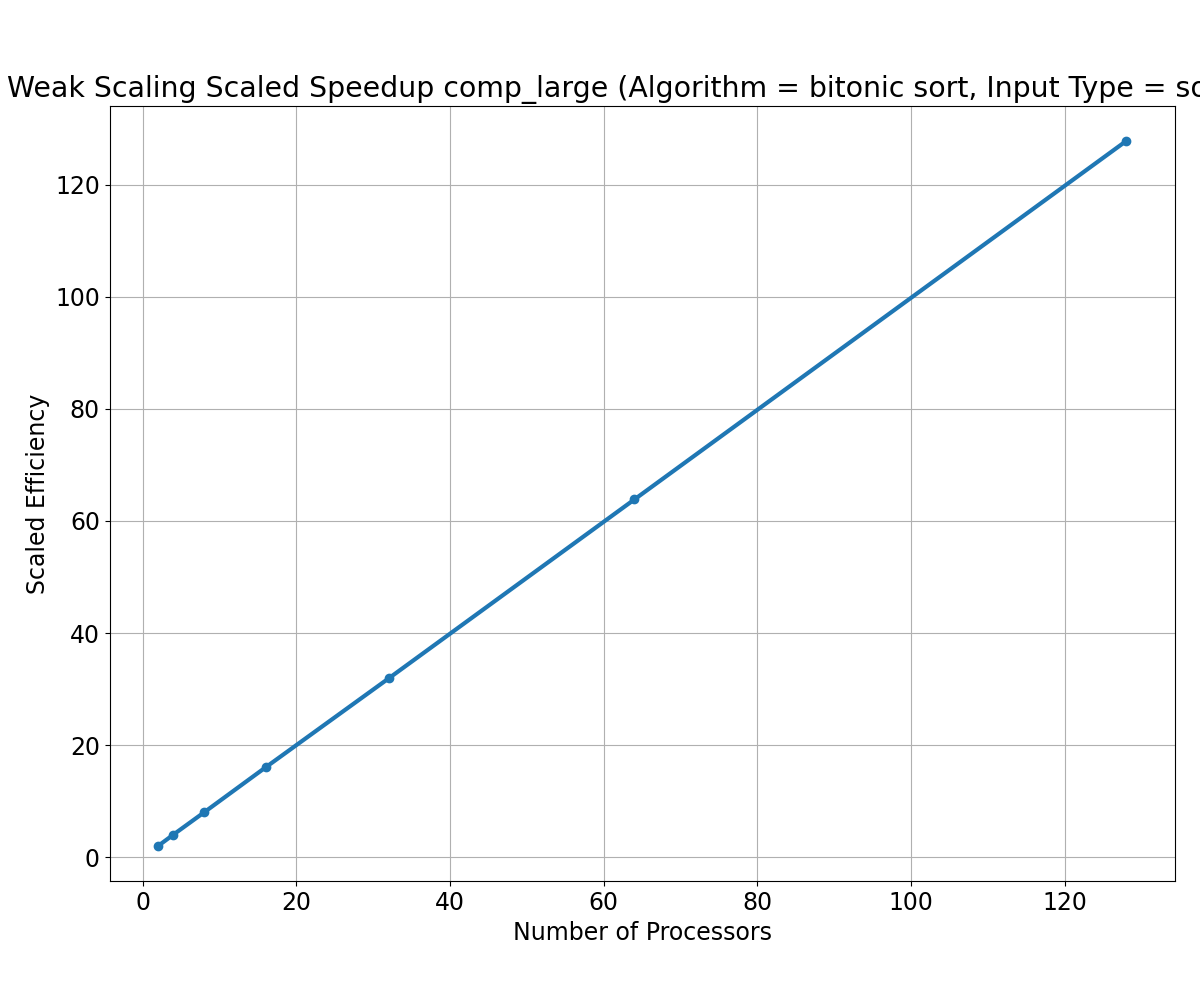 Weak Scaling Scaled Speedup comp_large (Algorithm = bitonic sort, Input Type = so
Scaled Efficiency
120
100
80
60
40
20
0
0 20 40 60 80 100 120
Number of Processors